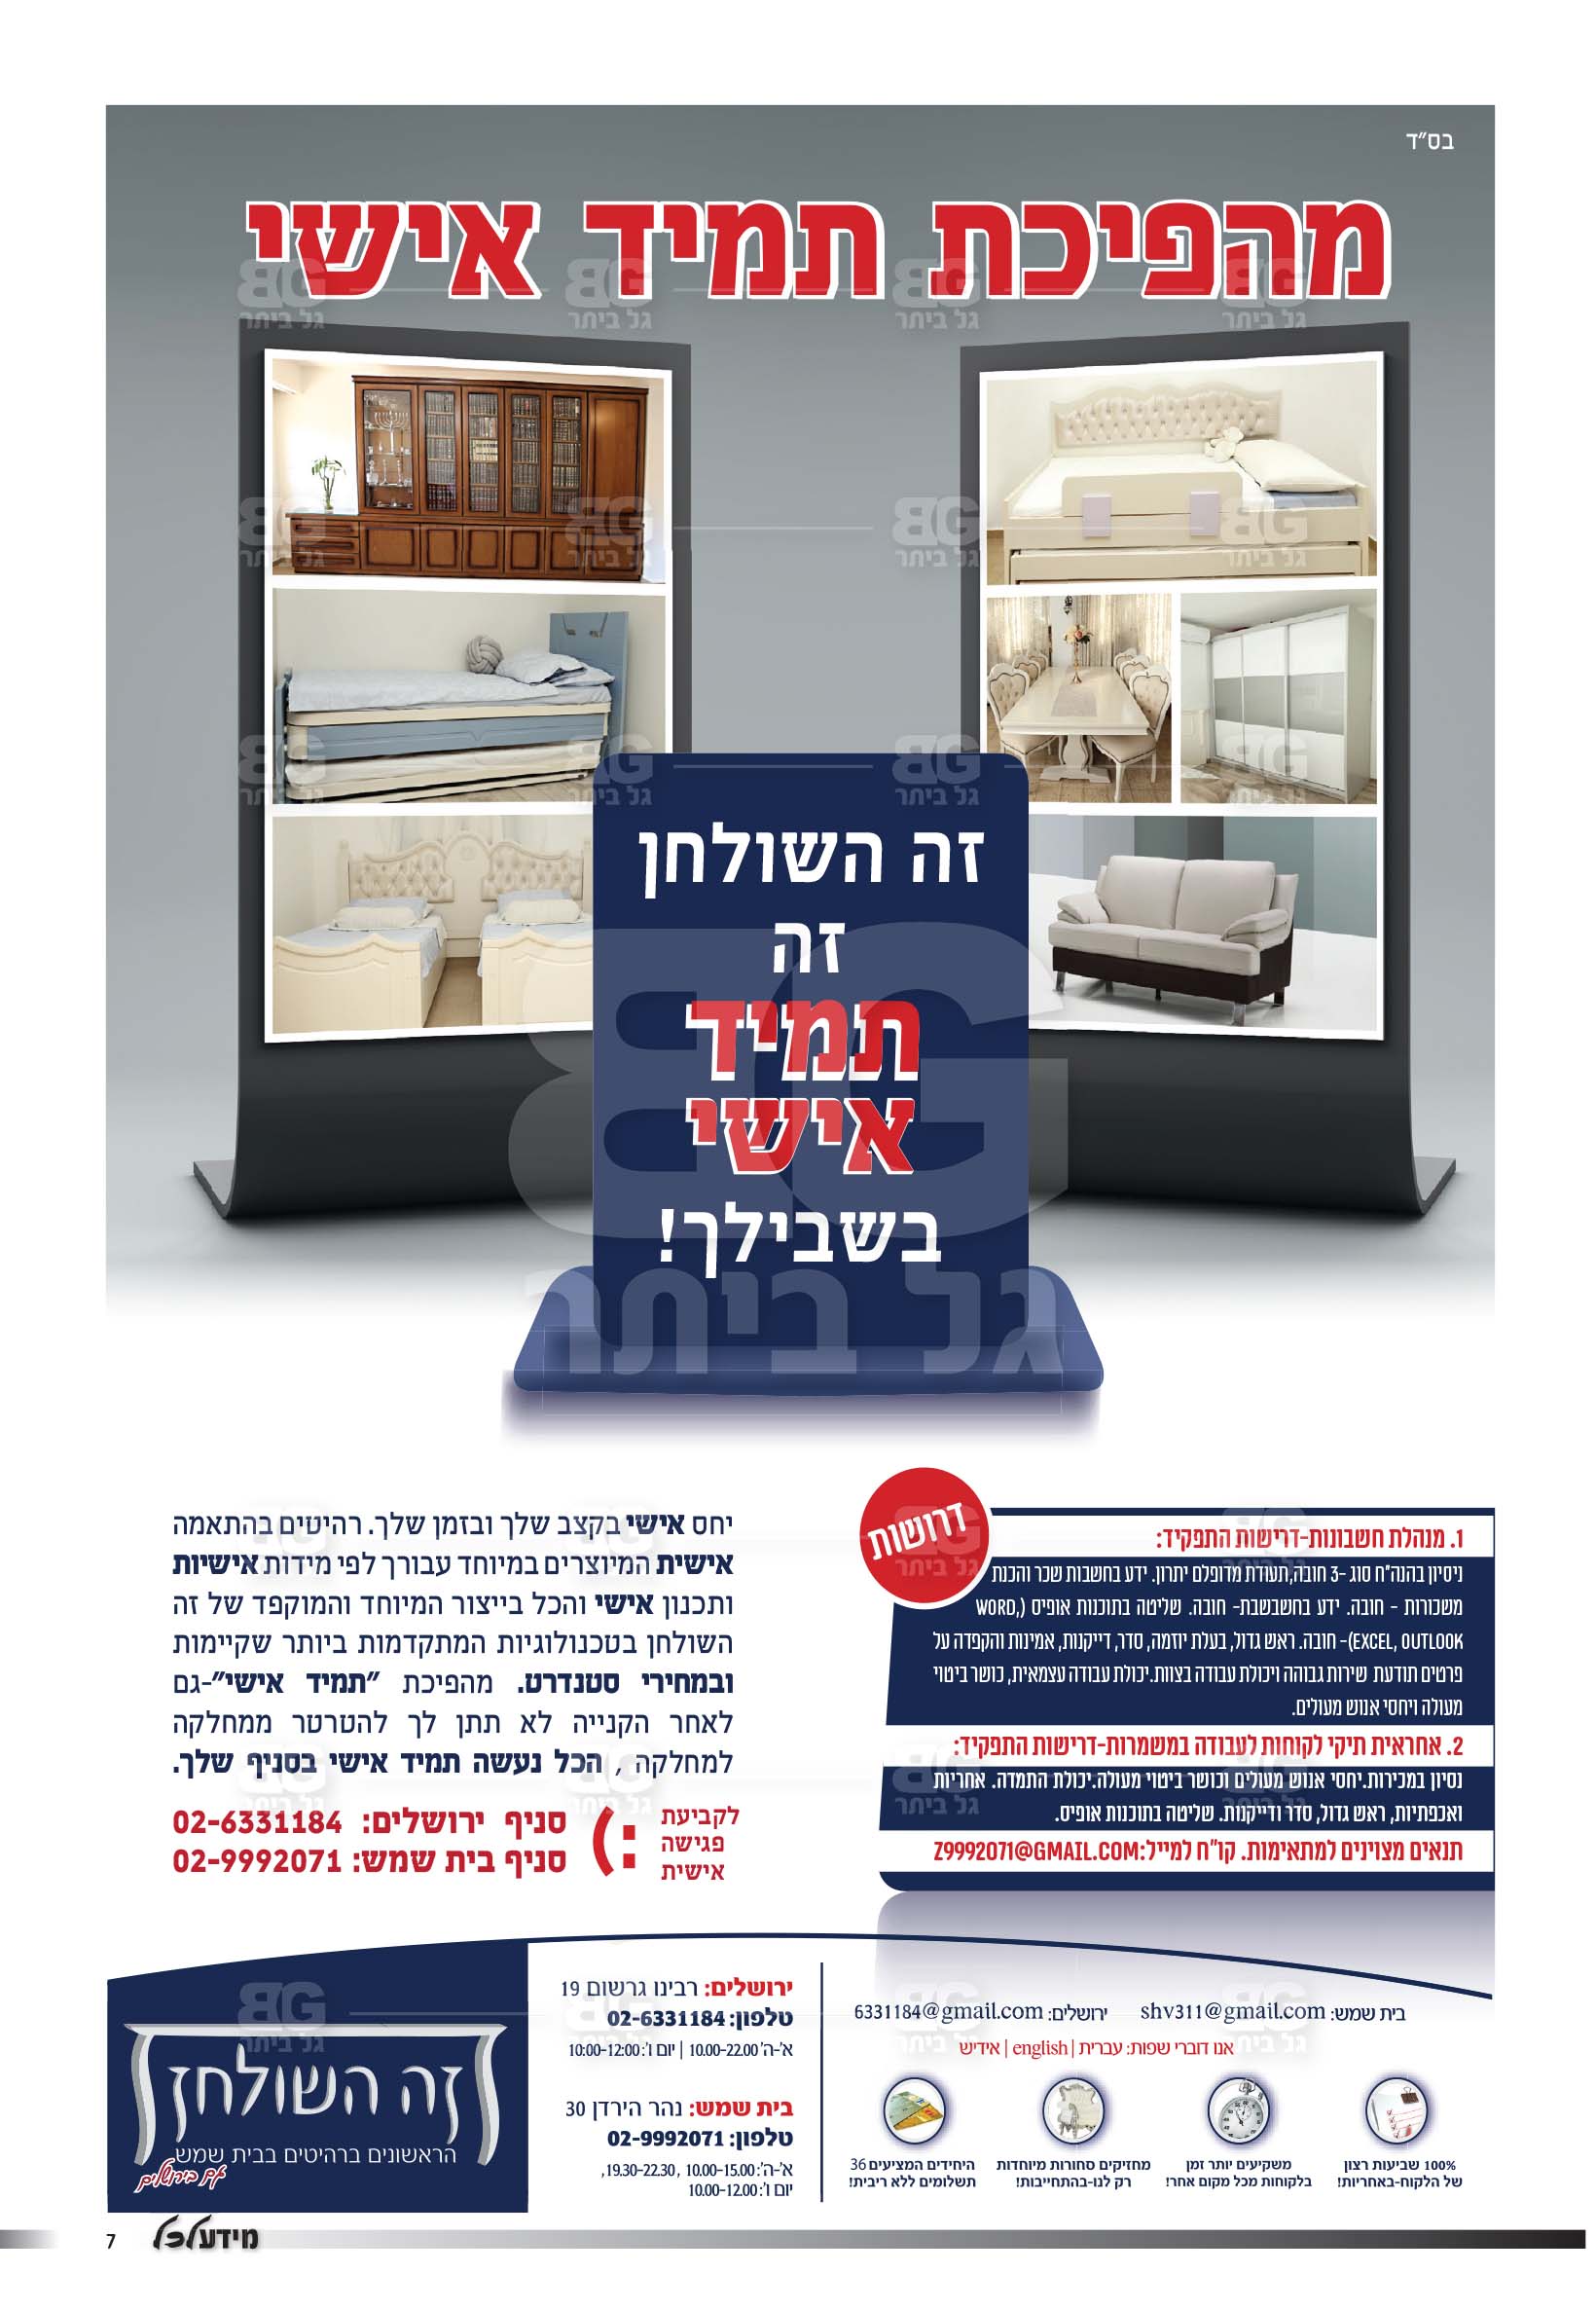 בס"ד
מהפיכת תמיד אישי
זה השולחן
זה
תמיד
אישי
בשבילך!
דרושות
1. מנהלת חשבונות-דרישות התפקיד:
ניסיון בהנה"ח סוג -3 חובה,תעודת מדופלם יתרון. ידע בחשבות שכר והכנת
משכורות - חובה. ידע בחשבשבת- חובה. שליטה בתוכנות אופיס (WORD,
EXCEL, OUTLOOK)- חובה. ראש גדול, בעלת יוזמה, סדר, דייקנות, אמינות והקפדה על
פרטים תודעת שירות גבוהה ויכולת עבודה בצוות.יכולת עבודה עצמאית, כושר ביטוי
מעולה ויחסי אנוש מעולים.
2. אחראית תיקי לקוחות לעבודה במשמרות-דרישות התפקיד:
נסיון במכירות.יחסי אנוש מעולים וכושר ביטוי מעולה.יכולת התמדה. אחריות
ואכפתיות, ראש גדול, סדר ודייקנות. שליטה בתוכנות אופיס.
תנאים מצוינים למתאימות. קו"ח למייל:Z9992071@GMAIL.COM
יחס אישי בקצב שלך ובזמן שלך. רהיטים בהתאמה
אישית המיוצרים במיוחד עבורך לפי מידות אישיות
ותכנון אישי והכל בייצור המיוחד והמוקפד של זה
השולחן בטכנולוגיות המתקדמות ביותר שקיימות
ובמחירי סטנדרט. מהפיכת "תמיד אישי"-גם
לאחר הקנייה לא תתן לך להטרטר ממחלקה
למחלקה , הכל נעשה תמיד אישי בסניף שלך.
לקביעת
פגישה
אישית
סניף ירושלים: 02-6331184
סניף בית שמש: 02-9992071
בית שמש: shv311@gmail.com ירושלים: 6331184@gmail.com
אנו דוברי שפות: עברית | english | אידיש
100% שביעות רצון
של הלקוח-באחריות!
משקיעים יותר זמן
בלקוחות מכל מקום אחר!
מחזיקים סחורות מיוחדות
רק לנו-בהתחייבות!
היחידים המציעים 36
תשלומים ללא ריבית!
ירושלים: רבינו גרשום 19
טלפון: 02-6331184
א'-ה' 10.00-22.00 | יום ו': 10:00-12:00
בית שמש: נהר הירדן 30
טלפון: 02-9992071
א'-ה': 10.00-15.00 , 19.30-22.30,
יום ו': 10.00-12.00
זה השולחן
הראשונים ברהיטים בבית שמש
גם בירושלים
מידע לכל
7
BG
גל ביתר